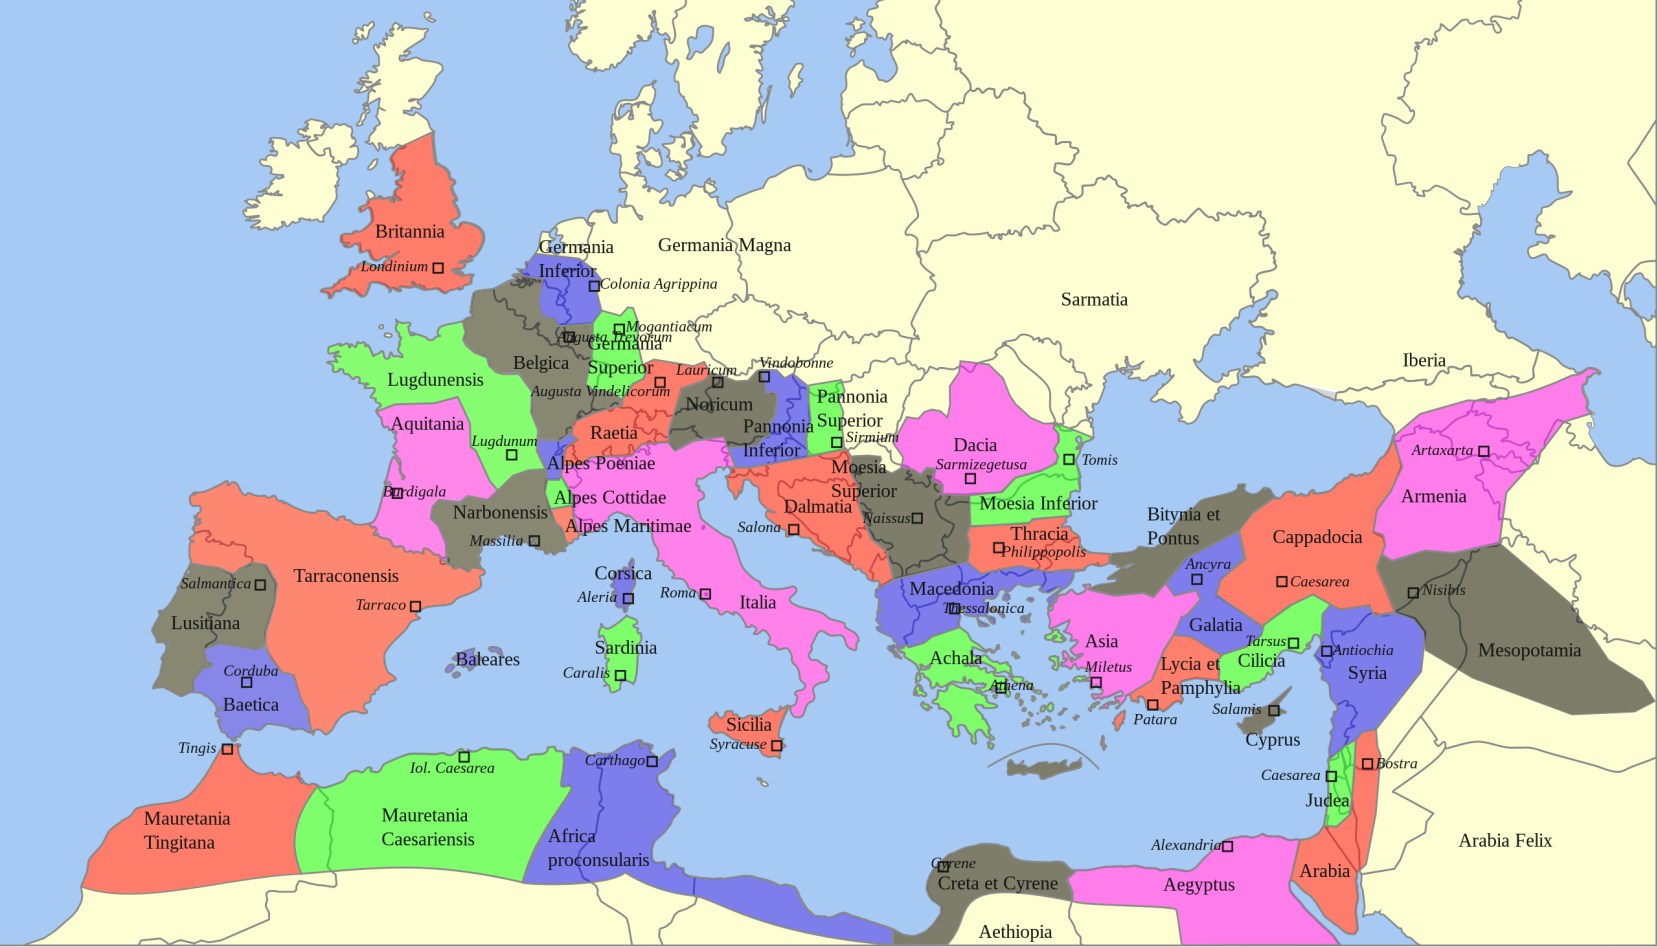 Britannia
Londinium
Germania
Inferior
Germania Magna
Colonia Agrippina
Sarmatia
Mogantiacum
Augusta Trevorum
Germania
Superior
Belgica
Lugdunensis
Augusta Vindelicorum
Lauricum
Vindobonne
Noricum
Pannonia
Superior
Iberia
Aquitania
Lugdunum
Raetia
Pannonia
Inferior
Sirmium
Dacia
Sarmizegetusa
Tomis
Artaxarta
Armenia
Alpes Poeniae
Moesia
Superior
Burdigala
Alpes Cottidae
Dalmatia
Moesia Inferior
Narbonensis
Alpes Maritimae
Salona
Naissus
Bitynia et
Pontus
Massilia
Thracia
Philippopolis
Cappadocia
Tarraconensis
Salmantica
Corsica
Aleria
Roma
Italia
Macedonia
Thessalonica
Ancyra
Caesarea
Nisibis
Tarraco
Lusitiana
Sardinia
Asia
Galatia
Tarsus
Antiochia
Mesopotamia
Baleares
Corduba
Baetica
Caralis
Achala
Athena
Miletus
Lycia et
Pamphylia
Cilicia
Syria
Patara
Salamis
Cyprus
Sicilia
Syracuse
Tingis
Iol. Caesarea
Carthago
Caesarea
Bostra
Judea
Mauretania
Tingitana
Mauretania
Caesariensis
Africa
proconsularis
Alexandria
Arabia Felix
Cyrene
Creta et Cyrene
Aegyptus
Arabia
Aethiopia